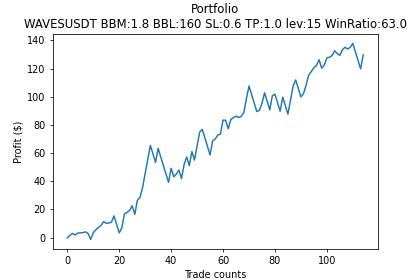 Portfolio
WAVESUSDT BBM:1.8 BBL:160 SL:0.6 TP:1.0 lev:15 WinRatio:63.0
140
120
100
80
60
40
20
0
Profit ($)
0 20 40 60 80 100
Trade counts